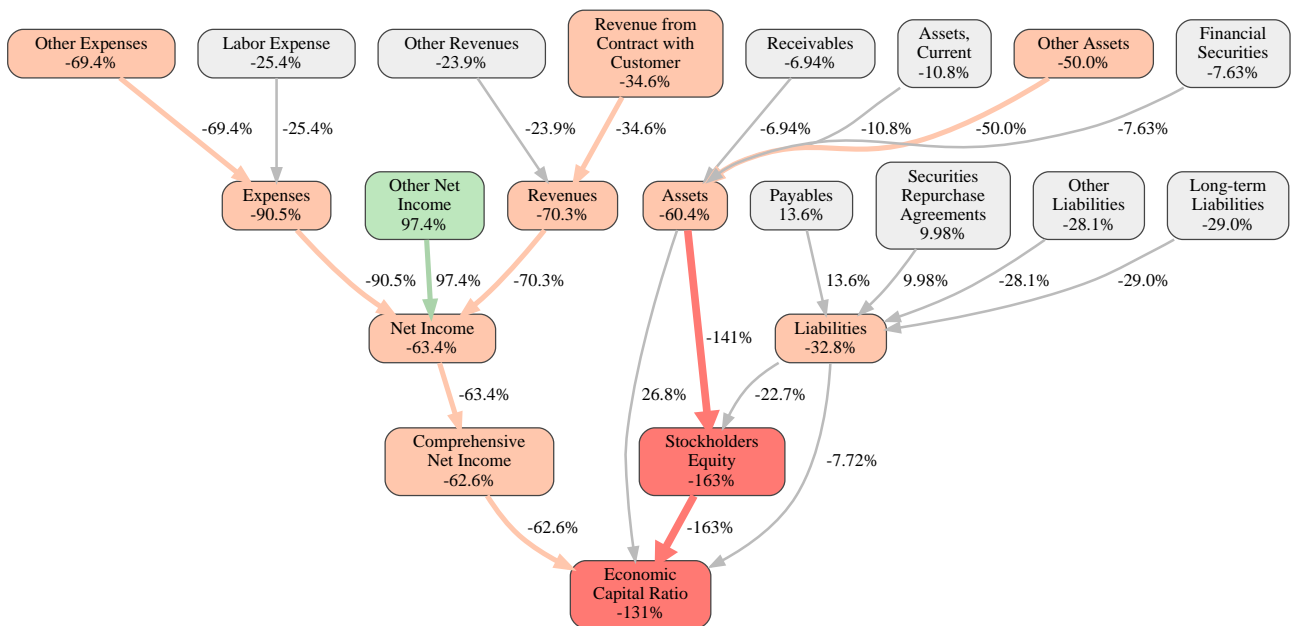 Other Expenses
-69.4%
Labor Expense
-25.4%
Other Revenues
-23.9%
Revenue from
Contract with
Customer
-34.6%
Receivables
-6.94%
Assets,
Current
-10.8%
Other Assets
-50.0%
Financial
Securities
-7.63%
-69.4%
-25.4%
-23.9%
-34.6%
-6.94%
-10.8%
-50.0%
-7.63%
Expenses
-90.5%
Other Net
Income
97.4%
Revenues
-70.3%
Assets
-60.4%
Payables
13.6%
Securities
Repurchase
Agreements
9.98%
Other
Liabilities
-28.1%
Long-term
Liabilities
-29.0%
-90.5%
97.4%
-70.3%
13.6%
9.98%
-28.1%
-29.0%
Net Income
-63.4%
-141%
Liabilities
-32.8%
-63.4%
26.8%
-22.7%
Comprehensive
Net Income
-62.6%
Stockholders
Equity
-163%
-7.72%
-62.6%
-163%
Economic
Capital Ratio
-131%